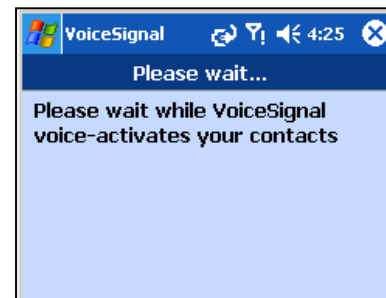 VoiceSignal 4:25
Please wait...
Please wait while VoiceSignal
voice-activates your contacts